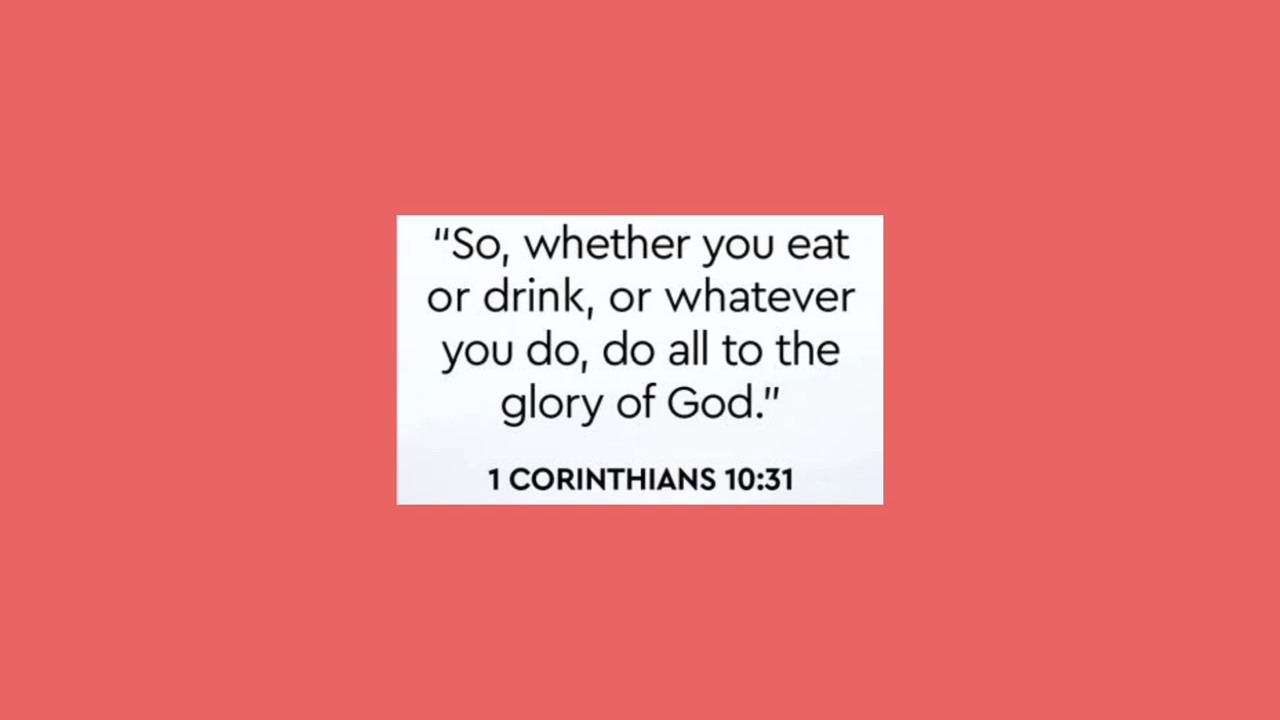 “So, whether you eat
or drink, or whatever
you do, do all to the
glory of God.”
1 CORINTHIANS 10:31